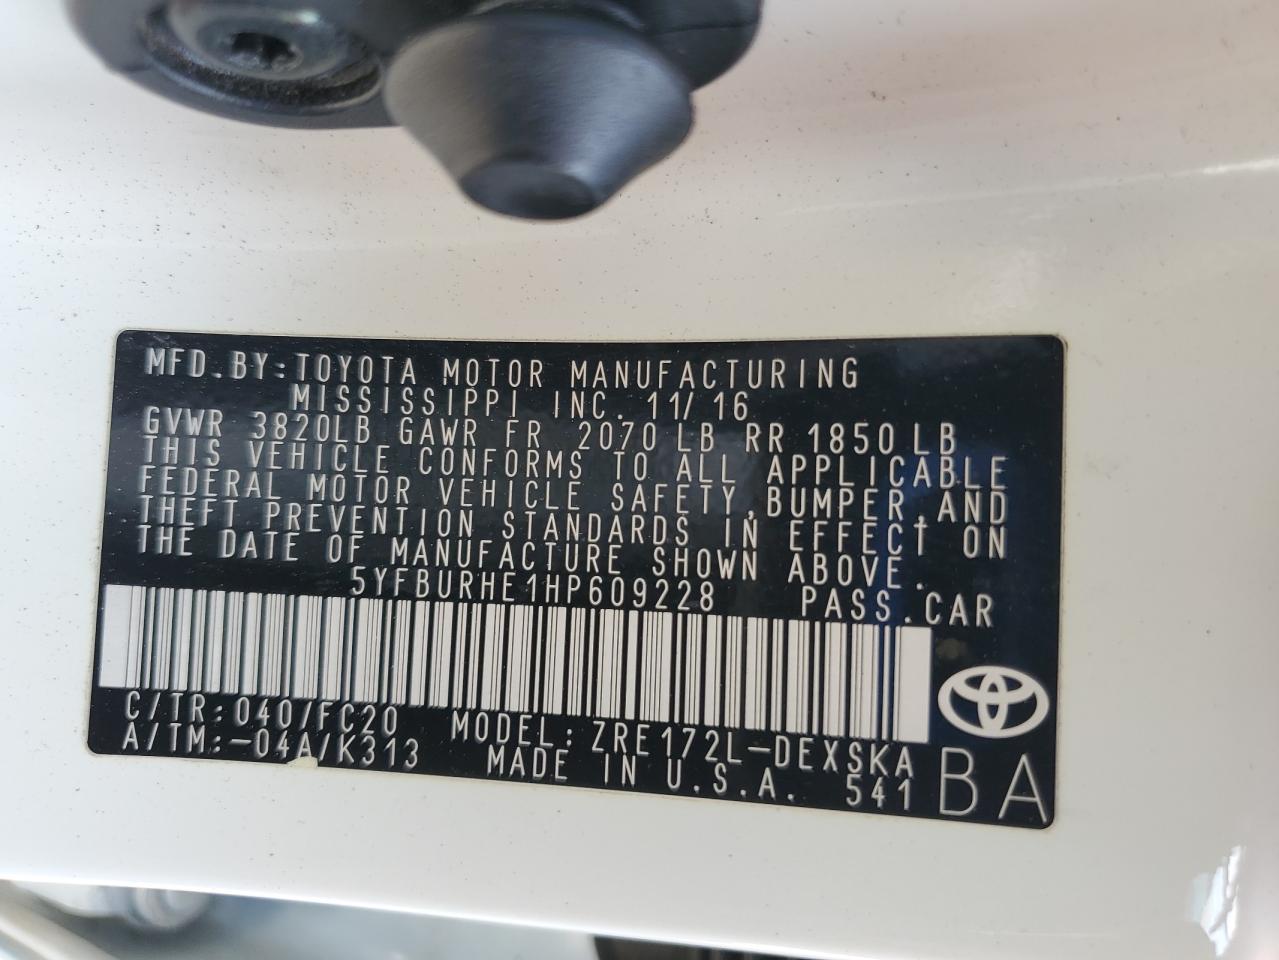 MFD.BY:TOYOTA MOTOR MANUFACTURING
MISSISSIPPI INC. 11/16
GVWR 3820LB GAWR FR 2070LB RR 1850LB
THIS VEHICLE CONFORMS TO ALL APPLICABLE
FEDERAL MOTOR VEHICLE SAFETY,BUMPER,AND
THEFT PREVENTION STANDARDS IN EFFECT ON
THE DATE OF MANUFACTURE SHOWN ABOVE.
5YFBURHE1HP609228 PASS.CAR
C/TR:040/FC20 MODEL:ZRE172L-DEXSKA
A/TM:-04A/K313 MADE IN U.S.A. 541
BA